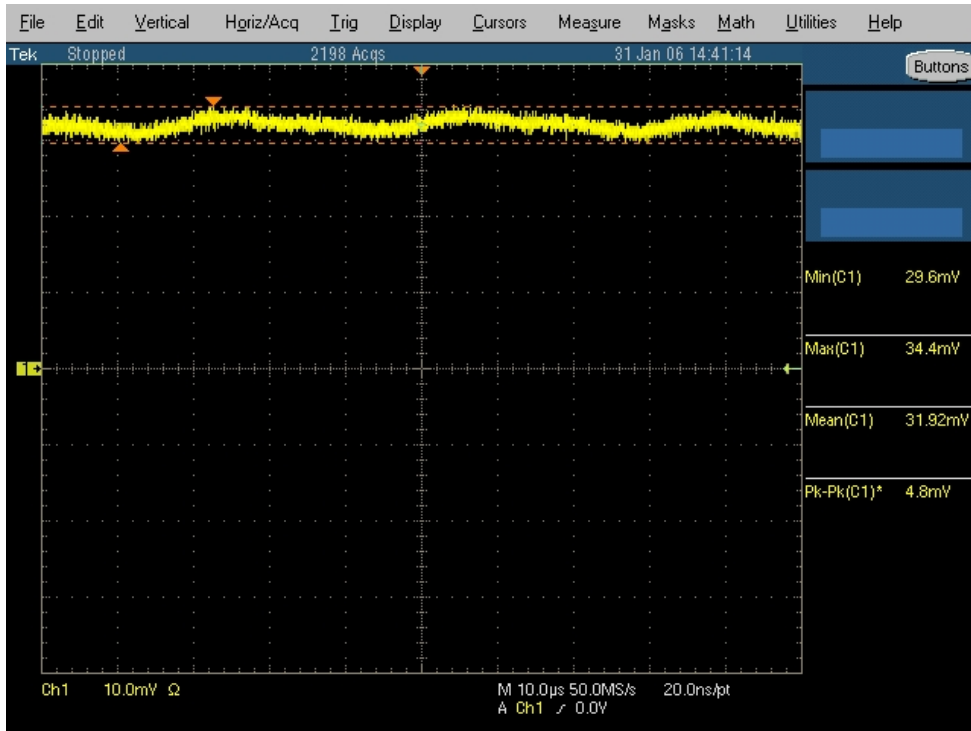 File Edit Vertical Horiz/Acq Trig Display Cursors Measure Masks Math Utilities Help
Tek Stopped 2198 Acqs 31 Jan 06 14:41:14
Buttons
Min(C1) 29.6mV
1
Max(C1) 34.4mV
Mean(C1) 31.92mV
Pk-Pk(C1)* 4.8mV
Ch1 10.0mV Ω M 10.0µs 50.0MS/s 20.0ns/pt
A Ch1 ⁄ 0.0V